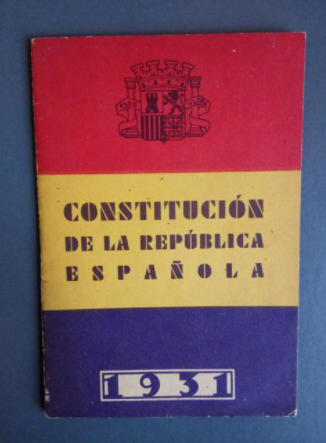 CONSTITUCIÓN
DE LA REPÚBLICA
ESPAÑOLA
1931